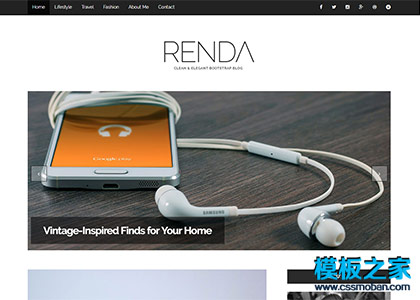 Home Lifestyle Travel Fashion About Me Contact
RENDA
CLEAN & ELEGANT BOOTSTRAP BLOG
Google play
SAMSUNG
Vintage-Inspired Finds for Your Home
模板之家
www.cssmoban.com